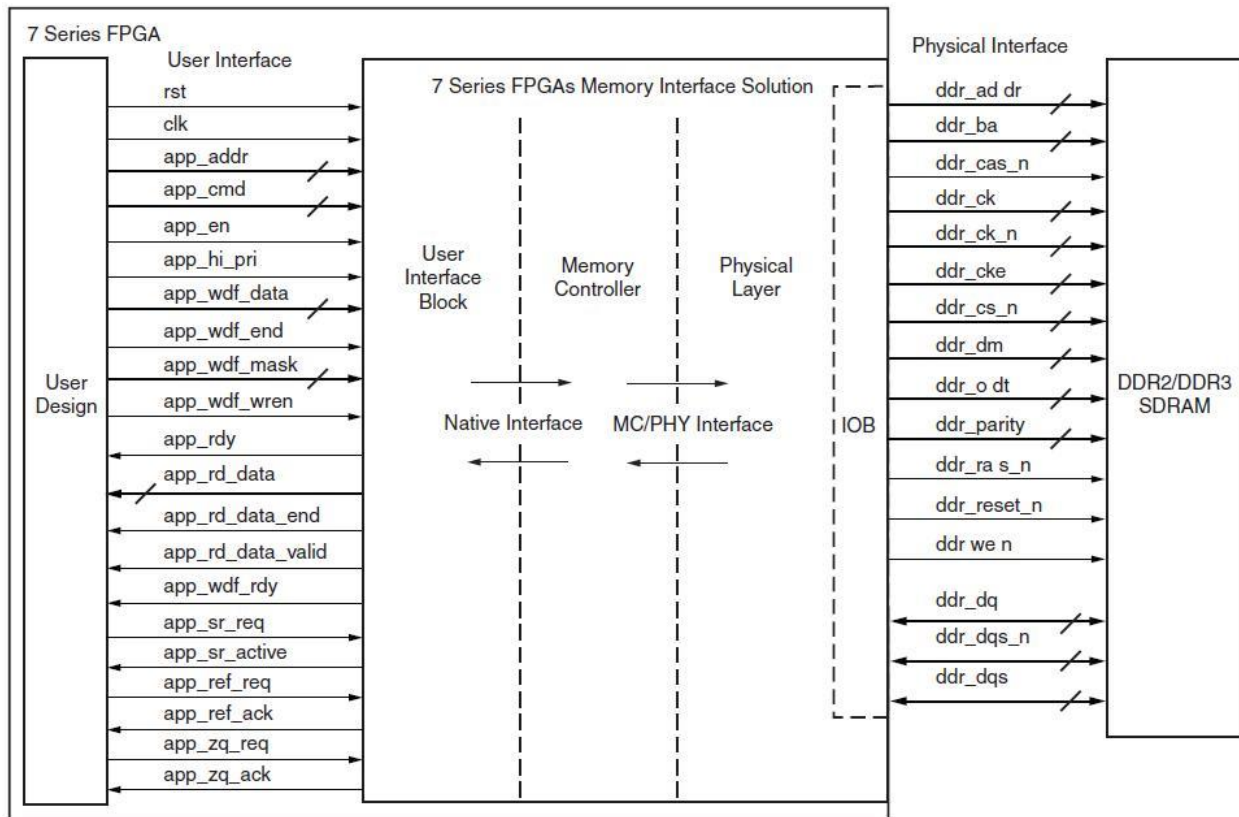 7 Series FPGA
User Interface
Physical Interface
7 Series FPGAs Memory Interface Solution
User
Design
rst
clk
app_addr
app_cmd
app_en
app_hi_pri
app_wdf_data
app_wdf_end
app_wdf_mask
app_wdf_wren
app_rdy
app_rd_data
app_rd_data_end
app_rd_data_valid
app_wdf_rdy
app_sr_req
app_sr_active
app_ref_req
app_ref_ack
app_zq_req
app_zq_ack
User
Interface
Block
Memory
Controller
Physical
Layer
Native Interface
MC/PHY Interface
IOB
ddr_ad dr
ddr_ba
ddr_cas_n
ddr_ck
ddr_ck_n
ddr_cke
ddr_cs_n
ddr_dm
ddr_o dt
ddr_parity
ddr_ra s_n
ddr_reset_n
ddr we n
ddr_dq
ddr_dqs_n
ddr_dqs
DDR2/DDR3
SDRAM